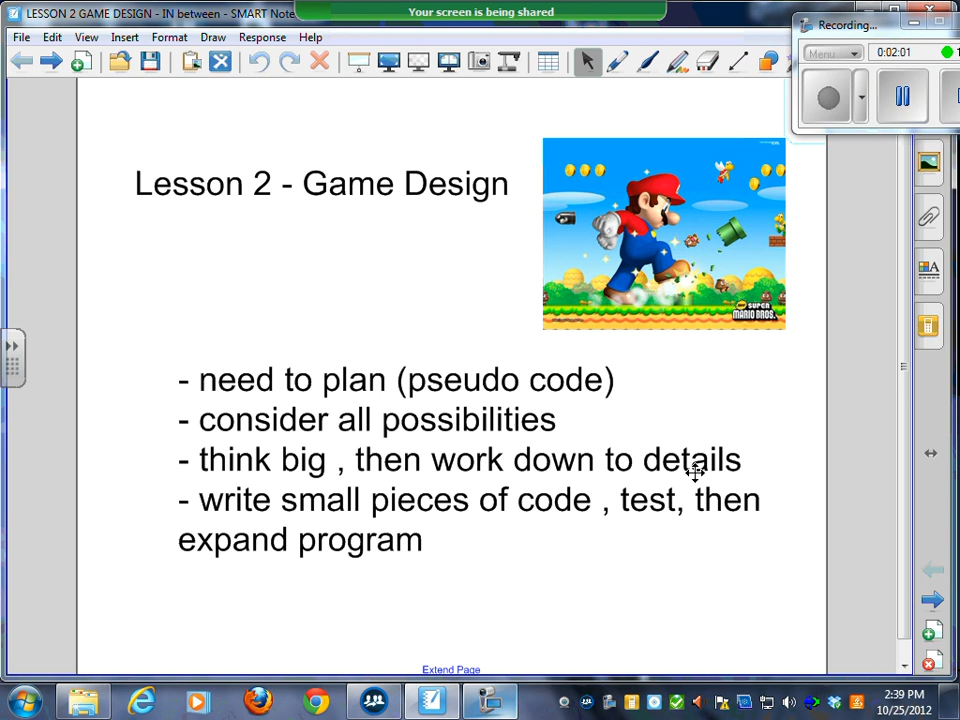 LESSON 2 GAME DESIGN - IN between - SMART Note
Your screen is being shared
Recording...
File Edit View Insert Format Draw Response Help
Menu
0:02:01
Lesson 2 - Game Design
NEW SUPER
MARIO BROS.
- need to plan (pseudo code)
- consider all possibilities
- think big , then work down to details
- write small pieces of code , test, then
expand program
Extend Page
2:39 PM
10/25/2012